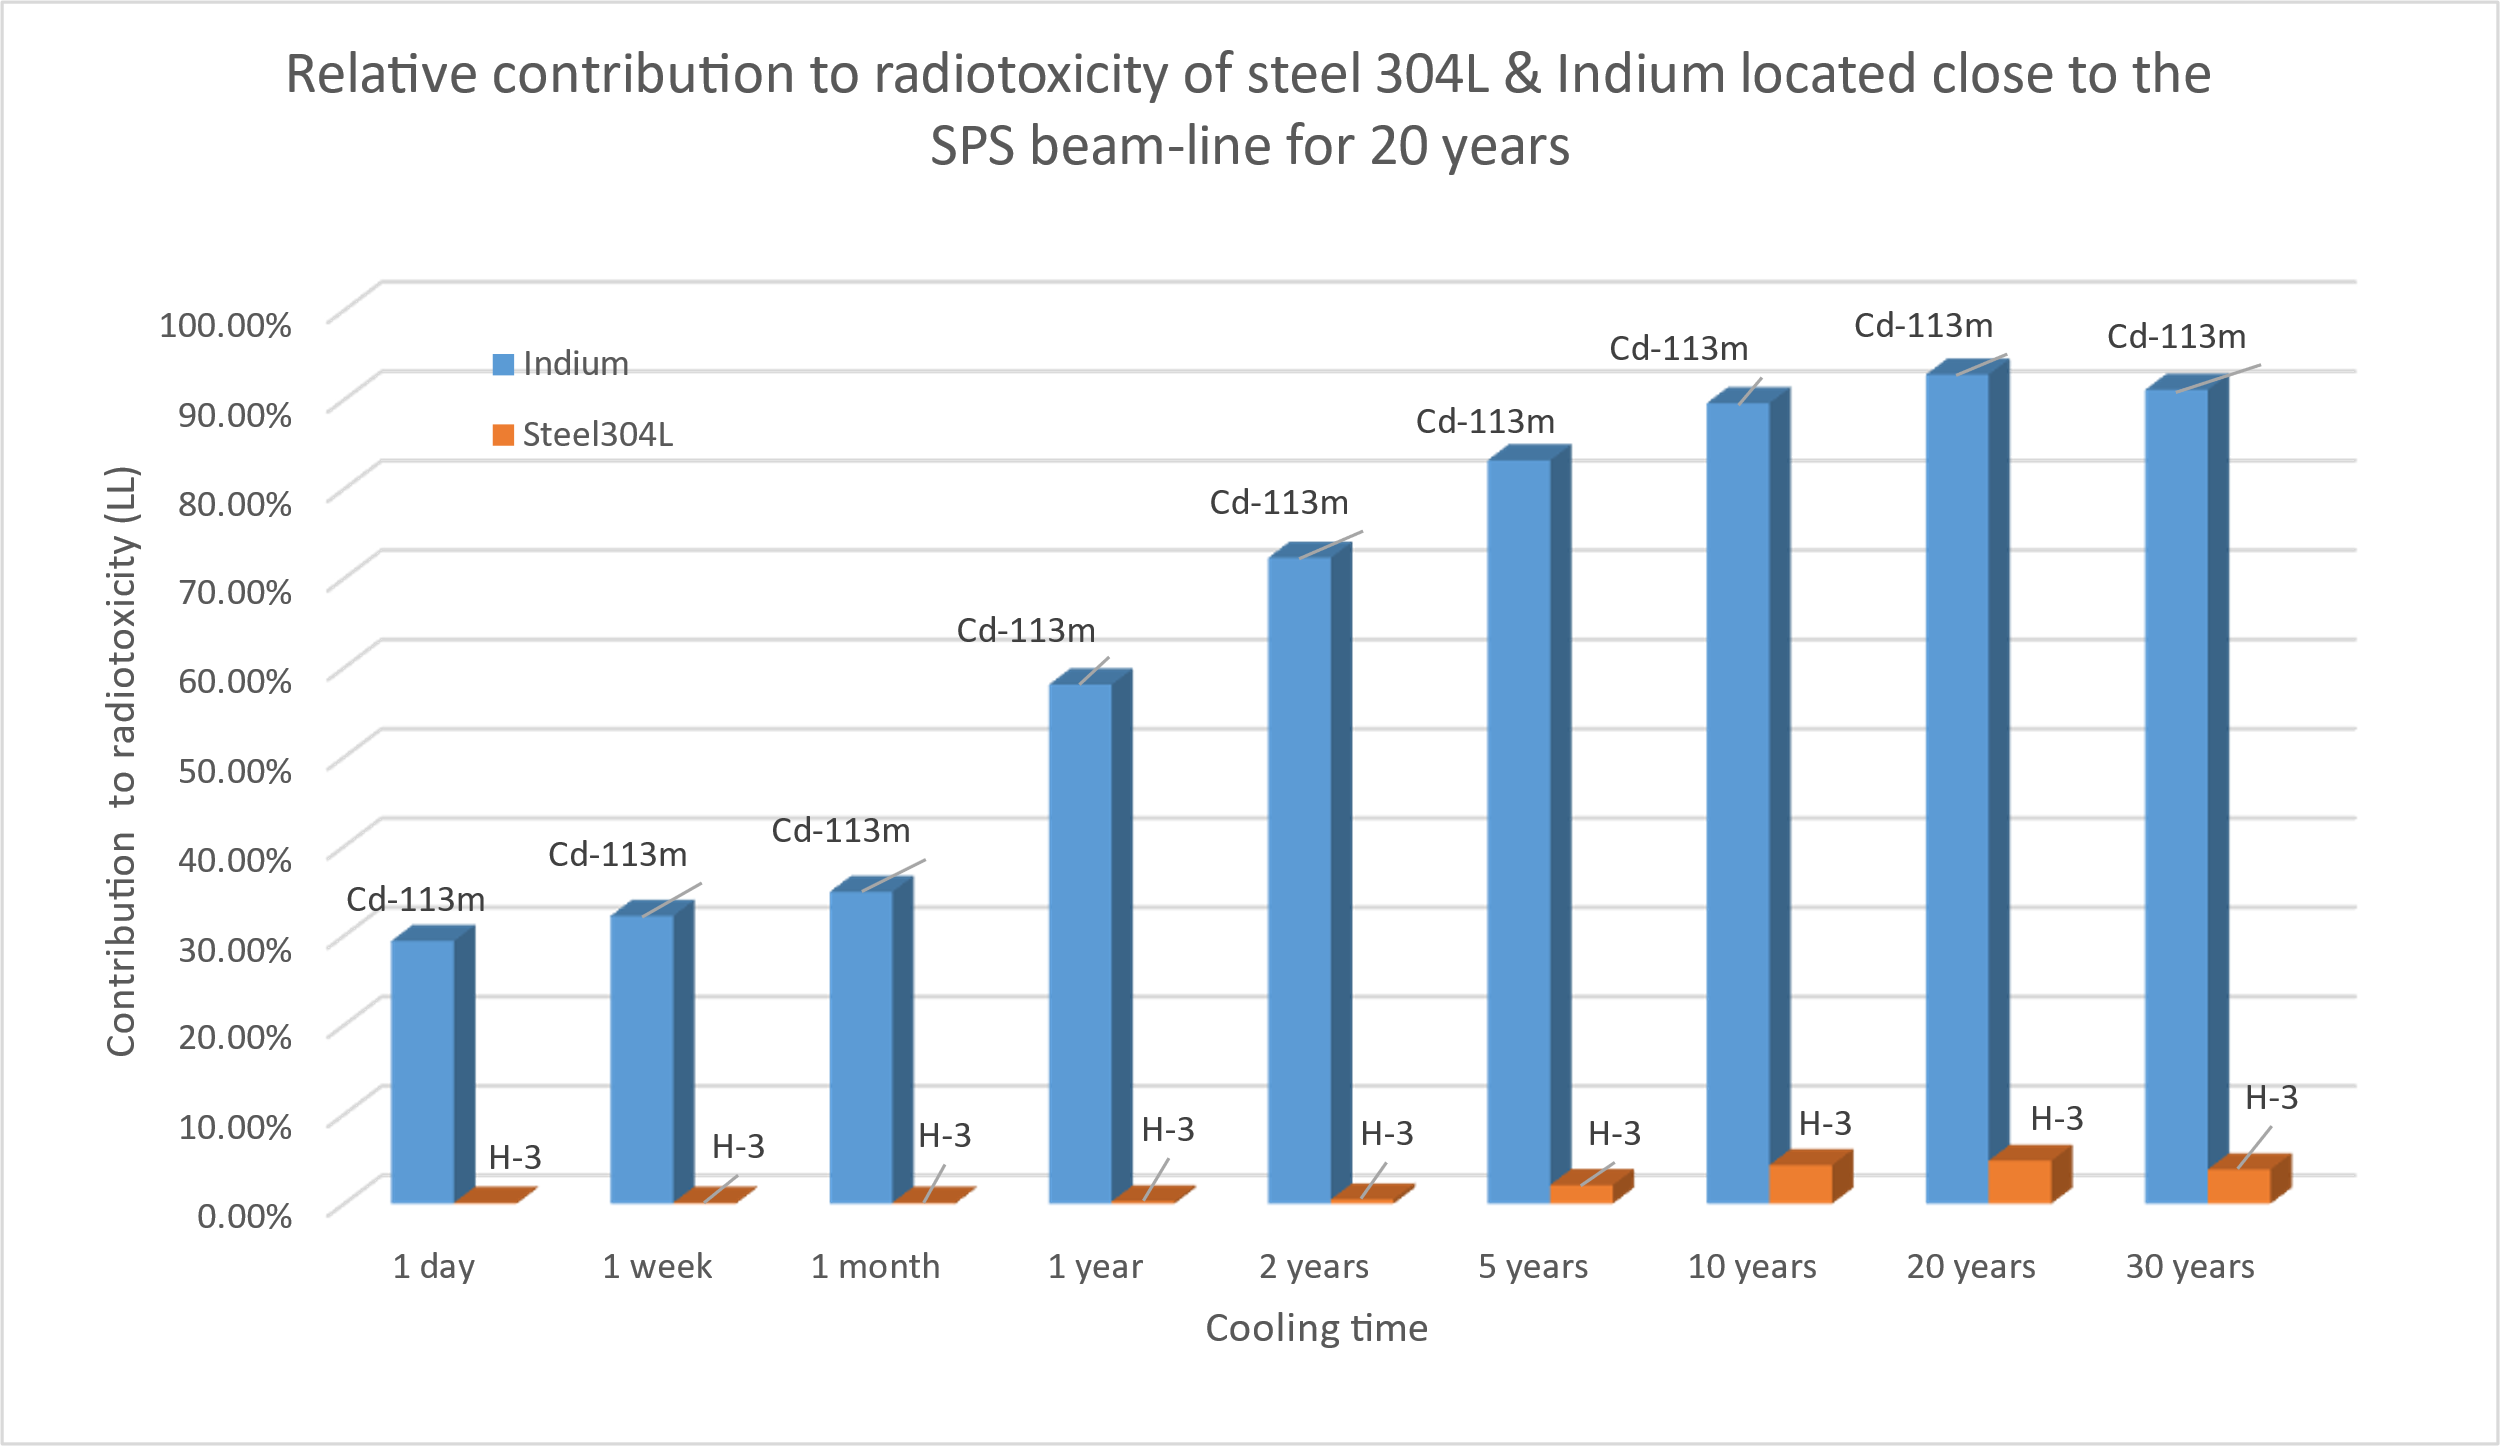 Relative contribution to radiotoxicity of steel 304L & Indium located close to the
SPS beam-line for 20 years
Contribution to radiotoxicity (LL)
100.00%
90.00%
80.00%
70.00%
60.00%
50.00%
40.00%
30.00%
20.00%
10.00%
0.00%
Indium
Steel304L
Cd-113m
Cd-113m
Cd-113m
Cd-113m
Cd-113m
Cd-113m
Cd-113m
Cd-113m
Cd-113m
H-3
H-3
H-3
H-3
H-3
H-3
H-3
H-3
H-3
1 day
1 week
1 month
1 year
2 years
5 years
10 years
20 years
30 years
Cooling time